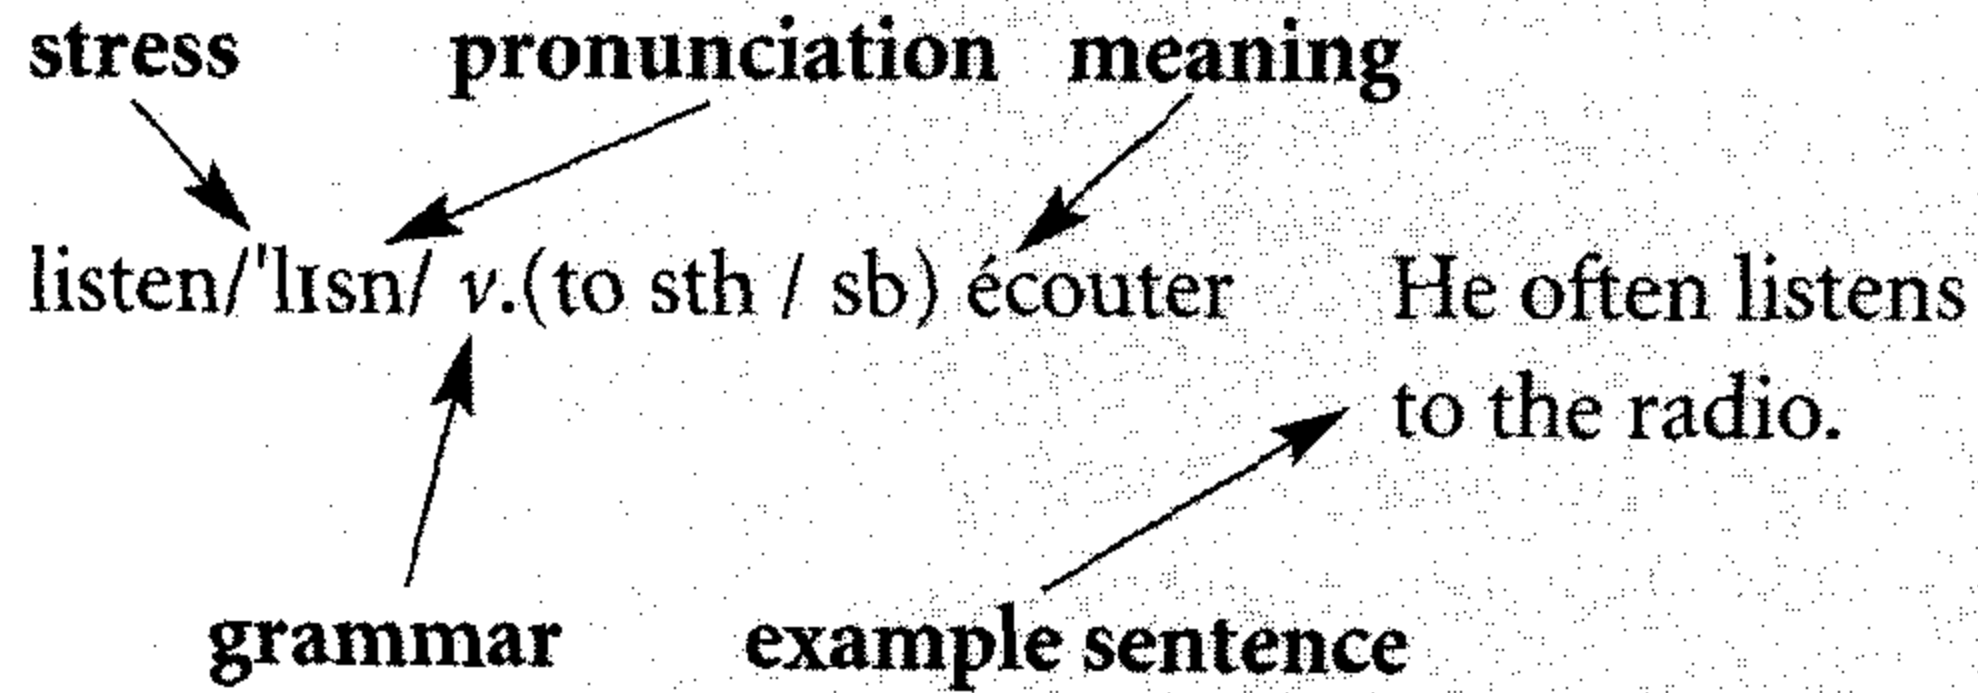 stress pronunciation meaning
listen/ˈlɪsn/ v.(to sth / sb) écouter He often listens
to the radio.
grammar example sentence